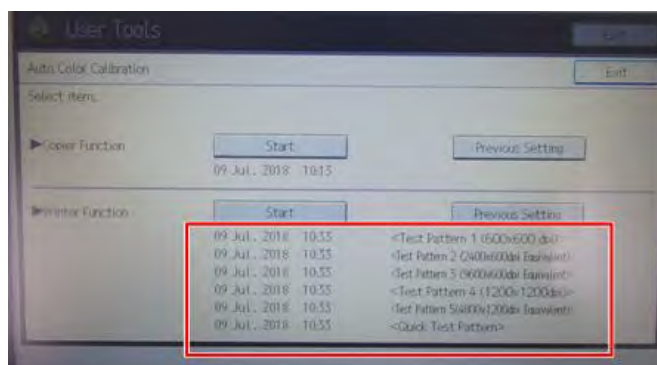 User Tools
Exit
Auto Color Calibration
Exit
Select item.
▶Copier Function
Start
Previous Setting
09 Jul. 2018 10:13
▶Printer Function
Start
Previous Setting
09 Jul. 2018 10:33 <Test Pattern 1 (600x600 dpi)>
09 Jul. 2018 10:33 <Test Pattern 2 (2400x600dpi Equivalent)>
09 Jul. 2018 10:33 <Test Pattern 3 (9600x600dpi Equivalent)>
09 Jul. 2018 10:33 <Test Pattern 4 (1200x1200dpi)>
09 Jul. 2018 10:33 <Test Pattern 5(4800x1200dpi Equivalent)>
09 Jul. 2018 10:33 <Quick Test Pattern>